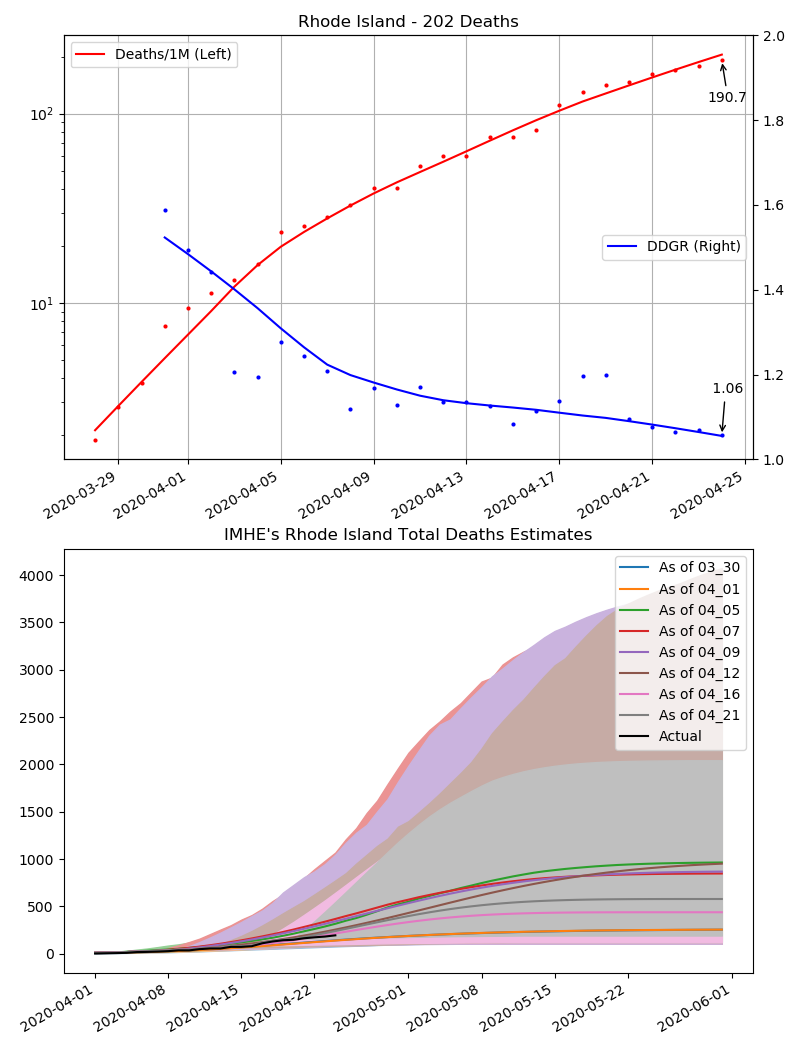 Rhode Island - 202 Deaths
Deaths/1M (Left)
DDGR (Right)
190.7
1.06
10²
10¹
2.0
1.8
1.6
1.4
1.2
1.0
2020-03-29
2020-04-01
2020-04-05
2020-04-09
2020-04-13
2020-04-17
2020-04-21
2020-04-25
IMHE's Rhode Island Total Deaths Estimates
4000
3500
3000
2500
2000
1500
1000
500
0
As of 03_30
As of 04_01
As of 04_05
As of 04_07
As of 04_09
As of 04_12
As of 04_16
As of 04_21
Actual
2020-04-01
2020-04-08
2020-04-15
2020-04-22
2020-05-01
2020-05-08
2020-05-15
2020-05-22
2020-06-01